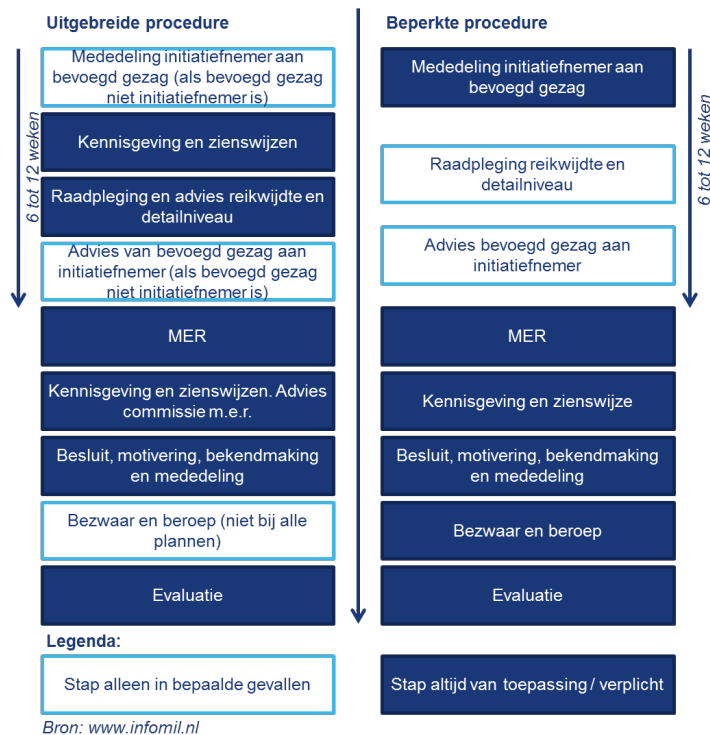 Uitgebreide procedure
Mededeling initiatiefnemer aan
bevoegd gezag (als bevoegd gezag
niet initiatiefnemer is)
Kennisgeving en zienswijzen
Raadpleging en advies reikwijdte en
detailniveau
Advies van bevoegd gezag aan
initiatiefnemer (als bevoegd gezag
niet initiatiefnemer is)
6 tot 12 weken
MER
Kennisgeving en zienswijzen. Advies
commissie m.e.r.
Besluit, motivering, bekendmaking
en mededeling
Bezwaar en beroep (niet bij alle
plannen)
Evaluatie
Beperkte procedure
Mededeling initiatiefnemer aan
bevoegd gezag
Raadpleging reikwijdte en
detailniveau
Advies bevoegd gezag aan
initiatiefnemer
6 tot 12 weken
MER
Kennisgeving en zienswijze
Besluit, motivering, bekendmaking
en mededeling
Bezwaar en beroep
Evaluatie
Legenda:
Stap alleen in bepaalde gevallen
Stap altijd van toepassing / verplicht
Bron: www.infomil.nl